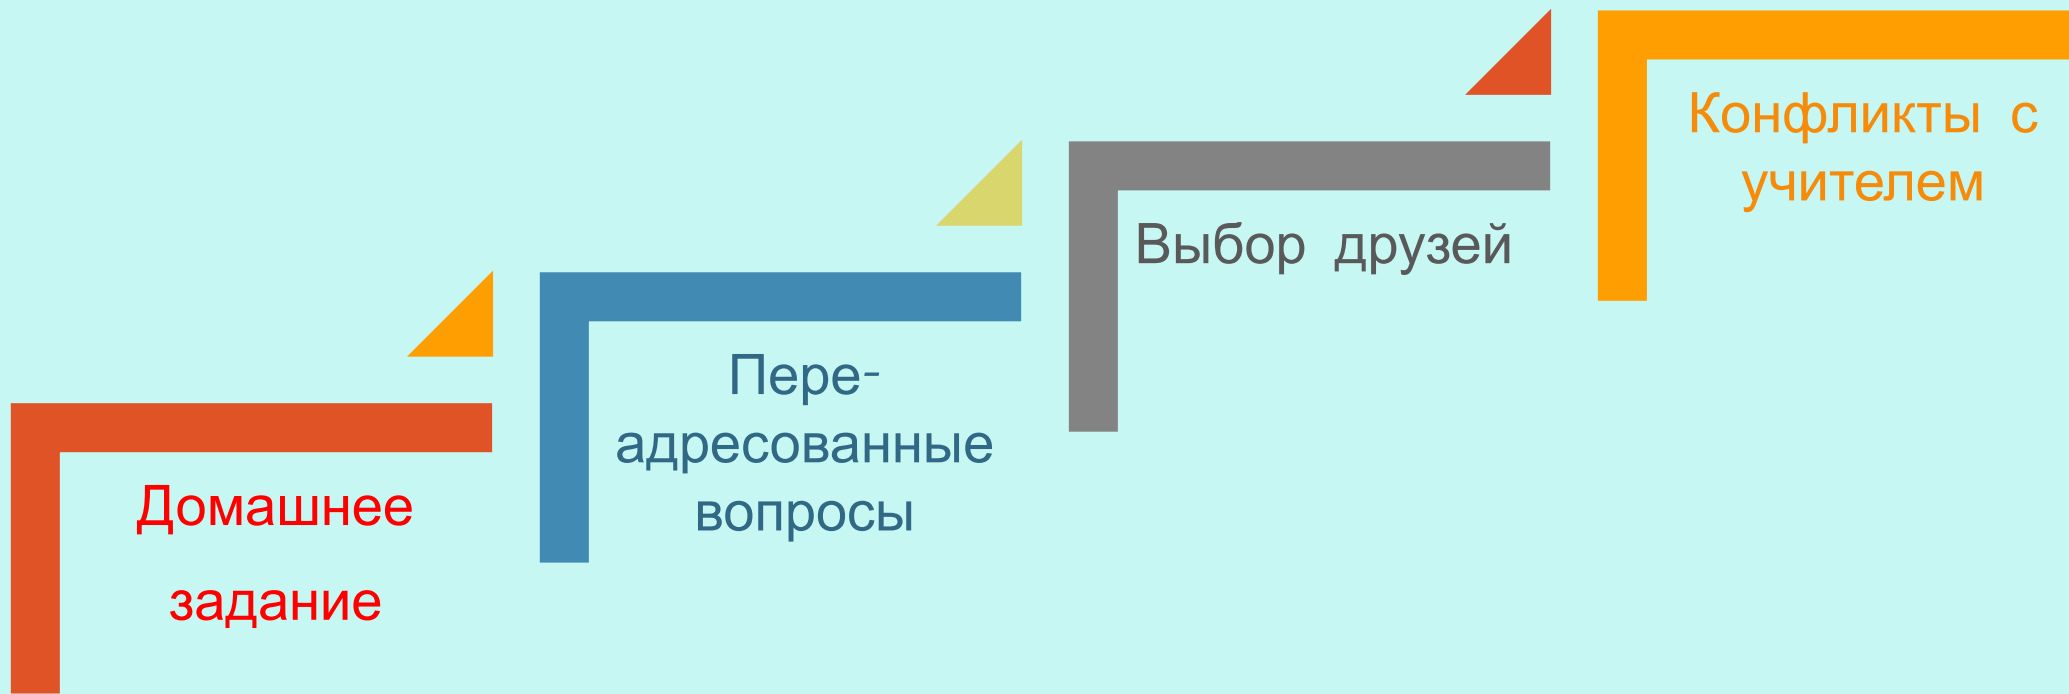 Домашнее
задание
Пере-
адресованные
вопросы
Выбор друзей
Конфликты с
учителем